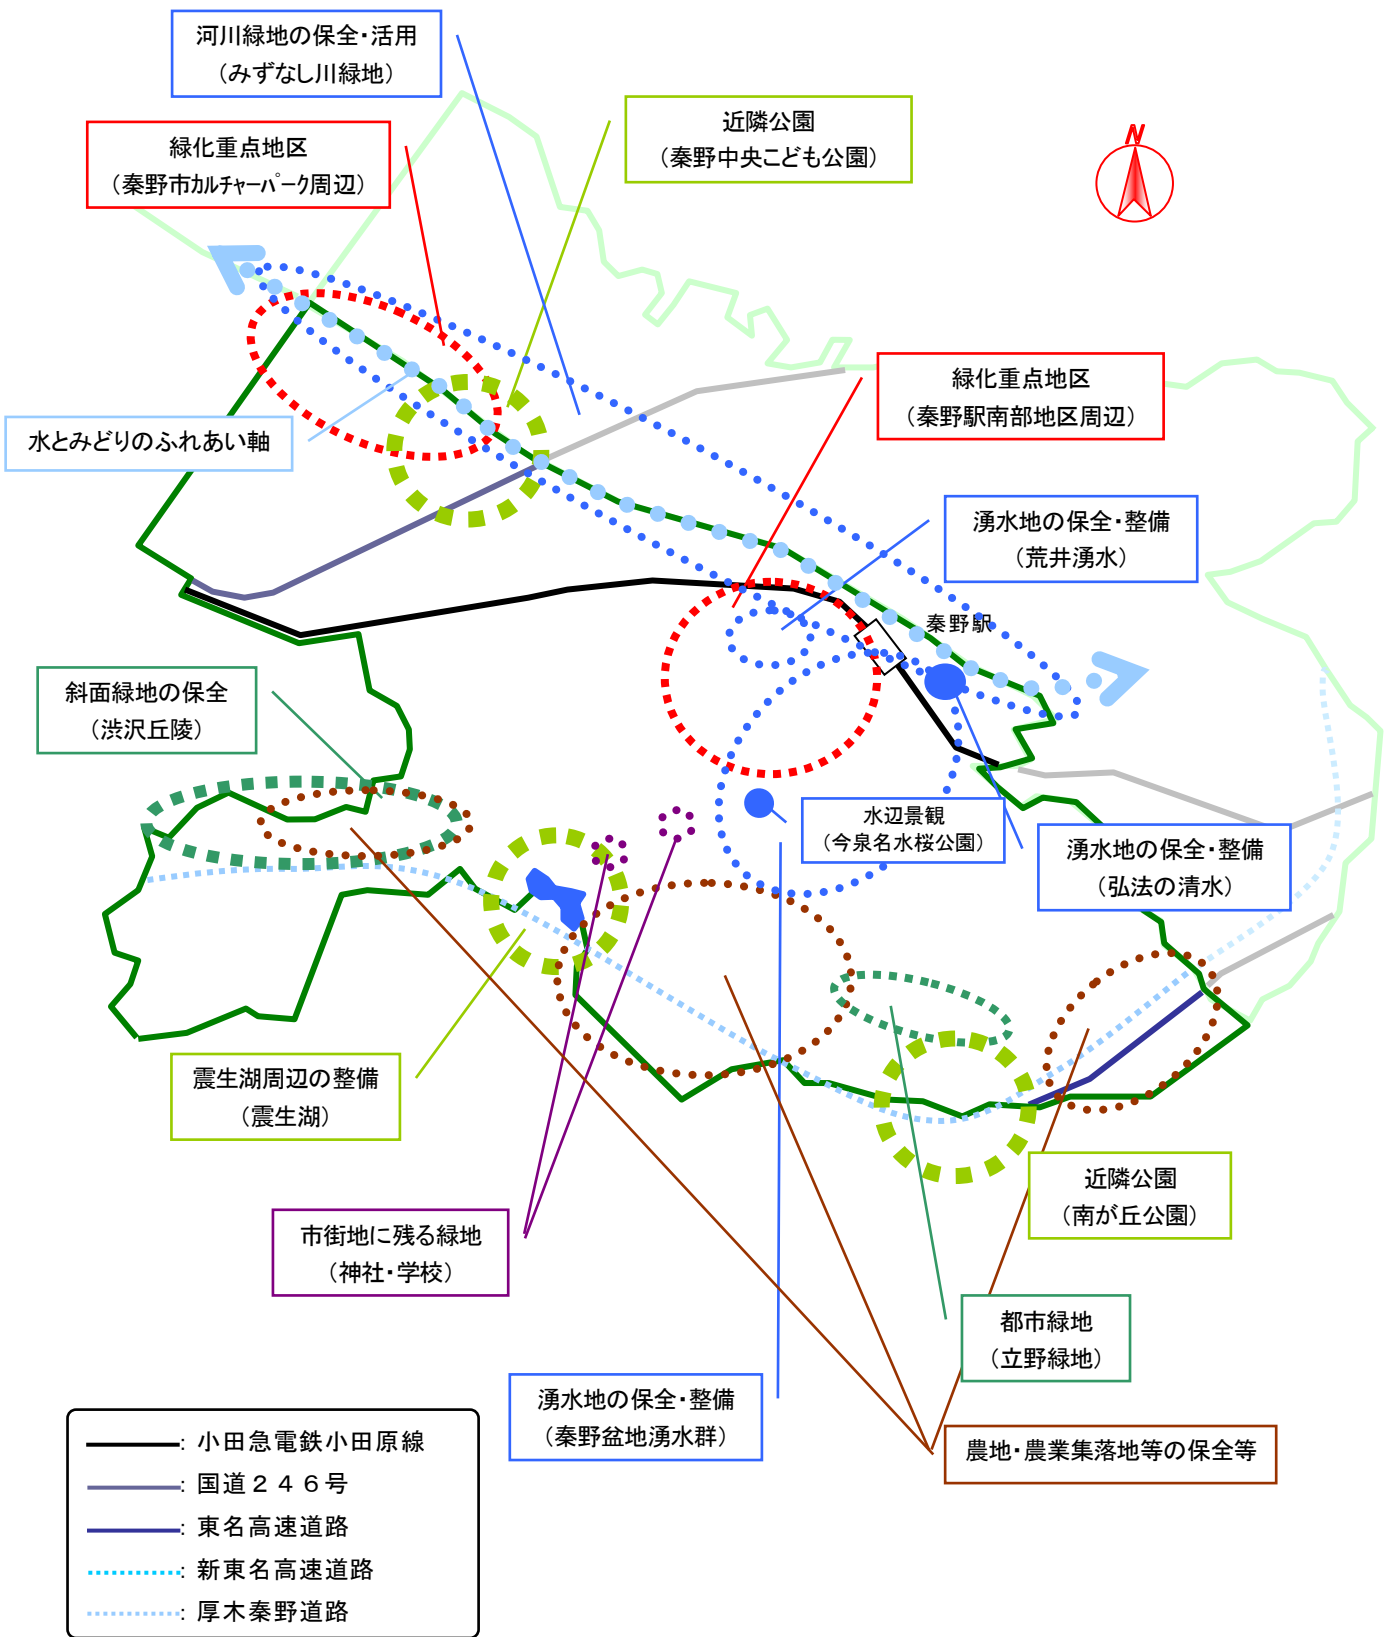 河川緑地の保全・活用
（みずなし川緑地）
近隣公園
（秦野中央こども公園）
緑化重点地区
（秦野市ｶﾙﾁｬｰﾊﾟｰｸ周辺）
N
緑化重点地区
（秦野駅南部地区周辺）
水とみどりのふれあい軸
湧水地の保全・整備
（荒井湧水）
秦野駅
斜面緑地の保全
（渋沢丘陵）
水辺景観
（今泉名水桜公園）
湧水地の保全・整備
（弘法の清水）
震生湖周辺の整備
（震生湖）
近隣公園
（南が丘公園）
市街地に残る緑地
（神社・学校）
都市緑地
（立野緑地）
湧水地の保全・整備
（秦野盆地湧水群）
農地・農業集落地等の保全等
：小田急電鉄小田原線
：国道２４６号
：東名高速道路
：新東名高速道路
：厚木秦野道路